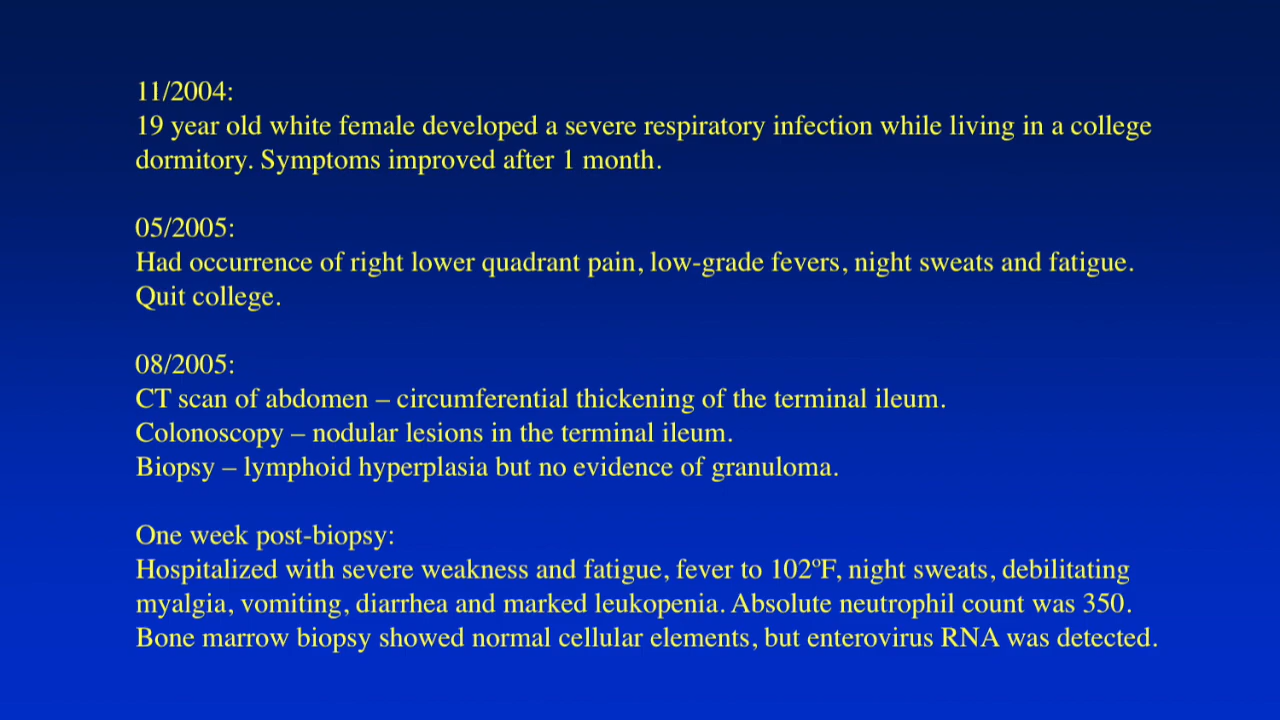 11/2004:
19 year old white female developed a severe respiratory infection while living in a college
dormitory. Symptoms improved after 1 month.
05/2005:
Had occurrence of right lower quadrant pain, low-grade fevers, night sweats and fatigue.
Quit college.
08/2005:
CT scan of abdomen – circumferential thickening of the terminal ileum.
Colonoscopy – nodular lesions in the terminal ileum.
Biopsy – lymphoid hyperplasia but no evidence of granuloma.
One week post-biopsy:
Hospitalized with severe weakness and fatigue, fever to 102ºF, night sweats, debilitating
myalgia, vomiting, diarrhea and marked leukopenia. Absolute neutrophil count was 350.
Bone marrow biopsy showed normal cellular elements, but enterovirus RNA was detected.